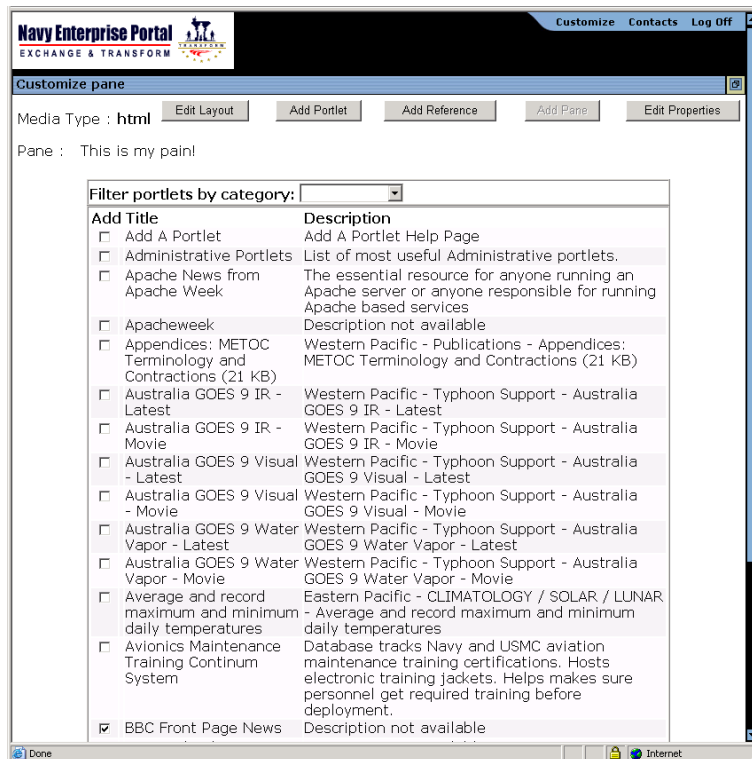 Navy Enterprise Portal
EXCHANGE & TRANSFORM
TRANSFORM
Customize Contacts Log Off
Customize pane
Media Type : html Edit Layout Add Portlet Add Reference Add Pane Edit Properties
Pane : This is my pain!
Filter portlets by category:
Add Title Description
Add A Portlet Add A Portlet Help Page
Administrative Portlets List of most useful Administrative portlets.
Apache News from The essential resource for anyone running an
Apache Week Apache server or anyone responsible for running
Apache based services
Apacheweek Description not available
Appendices: METOC Western Pacific - Publications - Appendices:
Terminology and METOC Terminology and Contractions (21 KB)
Contractions (21 KB)
Australia GOES 9 IR - Western Pacific - Typhoon Support - Australia
Latest GOES 9 IR - Latest
Australia GOES 9 IR - Western Pacific - Typhoon Support - Australia
Movie GOES 9 IR - Movie
Australia GOES 9 Visual Western Pacific - Typhoon Support - Australia
- Latest GOES 9 Visual - Latest
Australia GOES 9 Visual Western Pacific - Typhoon Support - Australia
- Movie GOES 9 Visual - Movie
Australia GOES 9 Water Western Pacific - Typhoon Support - Australia
Vapor - Latest GOES 9 Water Vapor - Latest
Australia GOES 9 Water Western Pacific - Typhoon Support - Australia
Vapor - Movie GOES 9 Water Vapor - Movie
Average and record Eastern Pacific - CLIMATOLOGY / SOLAR / LUNAR
maximum and minimum - Average and record maximum and minimum
daily temperatures daily temperatures
Avionics Maintenance Database tracks Navy and USMC aviation
Training Continum maintenance training certifications. Hosts
System electronic training jackets. Helps makes sure
personnel get required training before
deployment.
BBC Front Page News Description not available
Done Internet